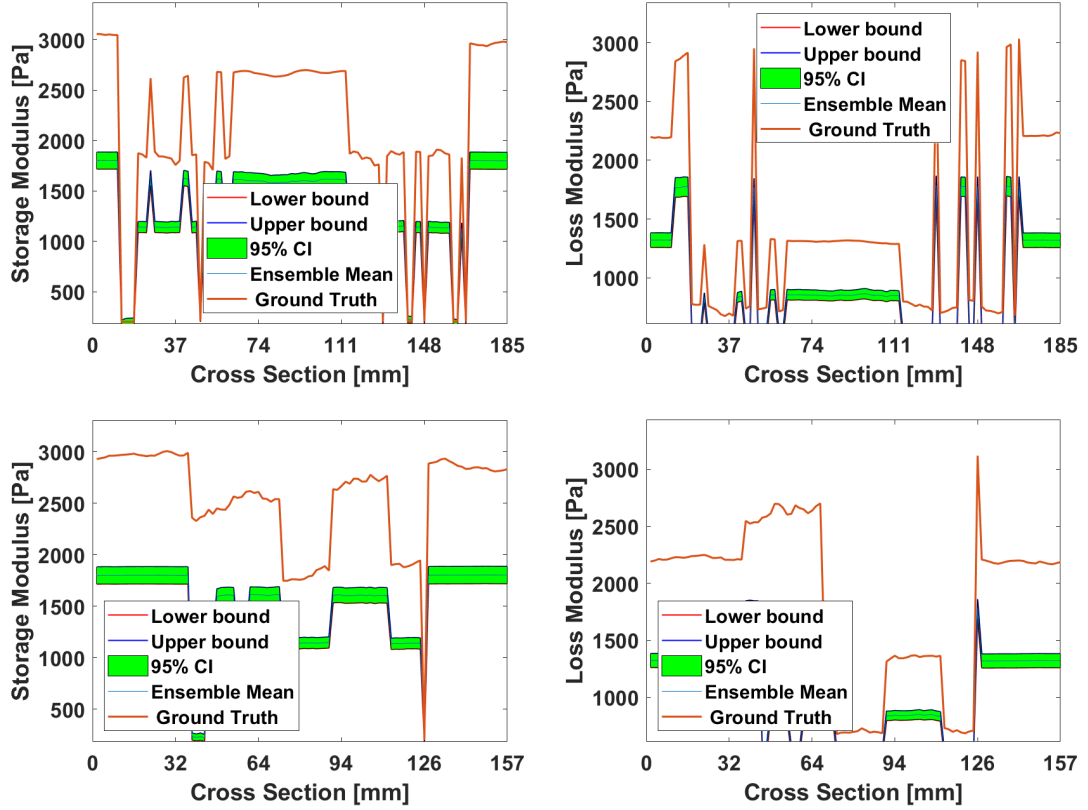 Storage Modulus [Pa]
3000
2500
2000
1500
1000
500
0 37 74 111 148 185
Cross Section [mm]
Lower bound
Upper bound
95% CI
Ensemble Mean
Ground Truth
Loss Modulus [Pa]
3000
2500
2000
1500
1000
0 37 74 111 148 185
Cross Section [mm]
Lower bound
Upper bound
95% CI
Ensemble Mean
Ground Truth
Storage Modulus [Pa]
3000
2500
2000
1500
1000
500
0 32 64 94 126 157
Cross Section [mm]
Lower bound
Upper bound
95% CI
Ensemble Mean
Ground Truth
Loss Modulus [Pa]
3000
2500
2000
1500
1000
0 32 64 94 126 157
Cross Section [mm]
Lower bound
Upper bound
95% CI
Ensemble Mean
Ground Truth